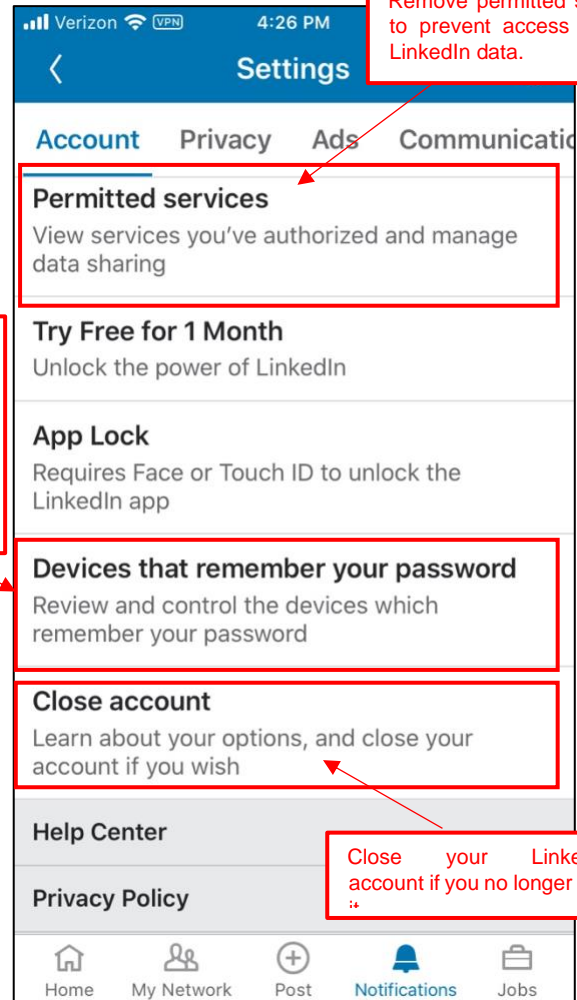 Verizon VPN 4:26 PM
Remove permitted
to prevent access
LinkedIn data.
Settings
Account Privacy Ads
Permitted services
View services you've authorized and manage
data sharing
Try Free for 1 Month
Unlock the power of LinkedIn
App Lock
Requires Face or Touch ID to unlock the
LinkedIn app
Devices that remember your password
Review and control the devices which
remember your password
Close account
Learn about your options, and close your
account if you wish
Help Center
Close your
account if you no longer
Privacy Policy
Home My Network Post Notifications Jobs